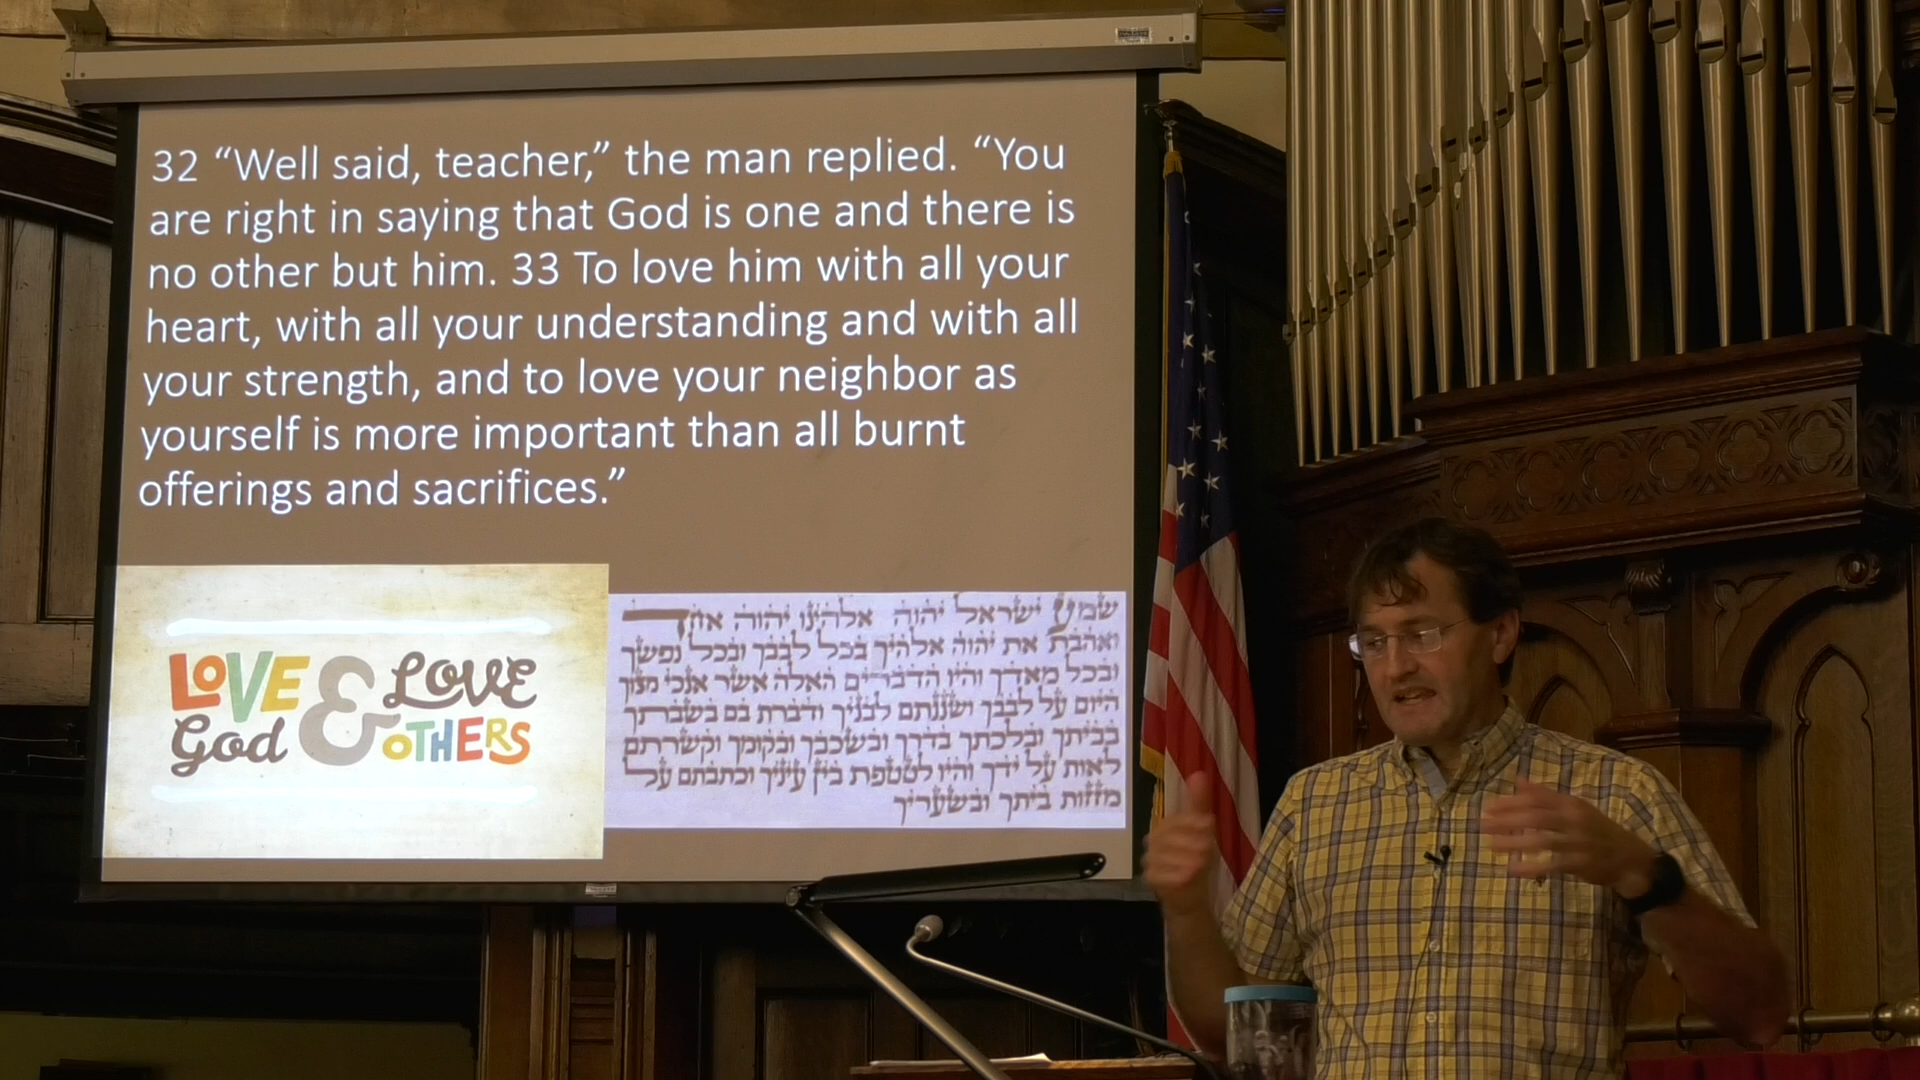 32 “Well said, teacher,” the man replied. “You
are right in saying that God is one and there is
no other but him. 33 To love him with all your
heart, with all your understanding and with all
your strength, and to love your neighbor as
yourself is more important than all burnt
offerings and sacrifices.”
LOVE & LOVE
God OTHERS
שמע ישראל יהוה אלהינו יהוה אחד
ואהבת את יהוה אלהיך בכל לבבך ובכל נפשך
ובכל מאדך והיו הדברים האלה אשר אנכי מצוך
היום על לבבך ושננתם לבניך ודברת בם בשבתך
בביתך ובלכתך בדרך ובשכבך ובקומך וקשרתם
לאות על ידך והיו לטטפת בין עיניך וכתבתם על
מזזות ביתך ובשעריך